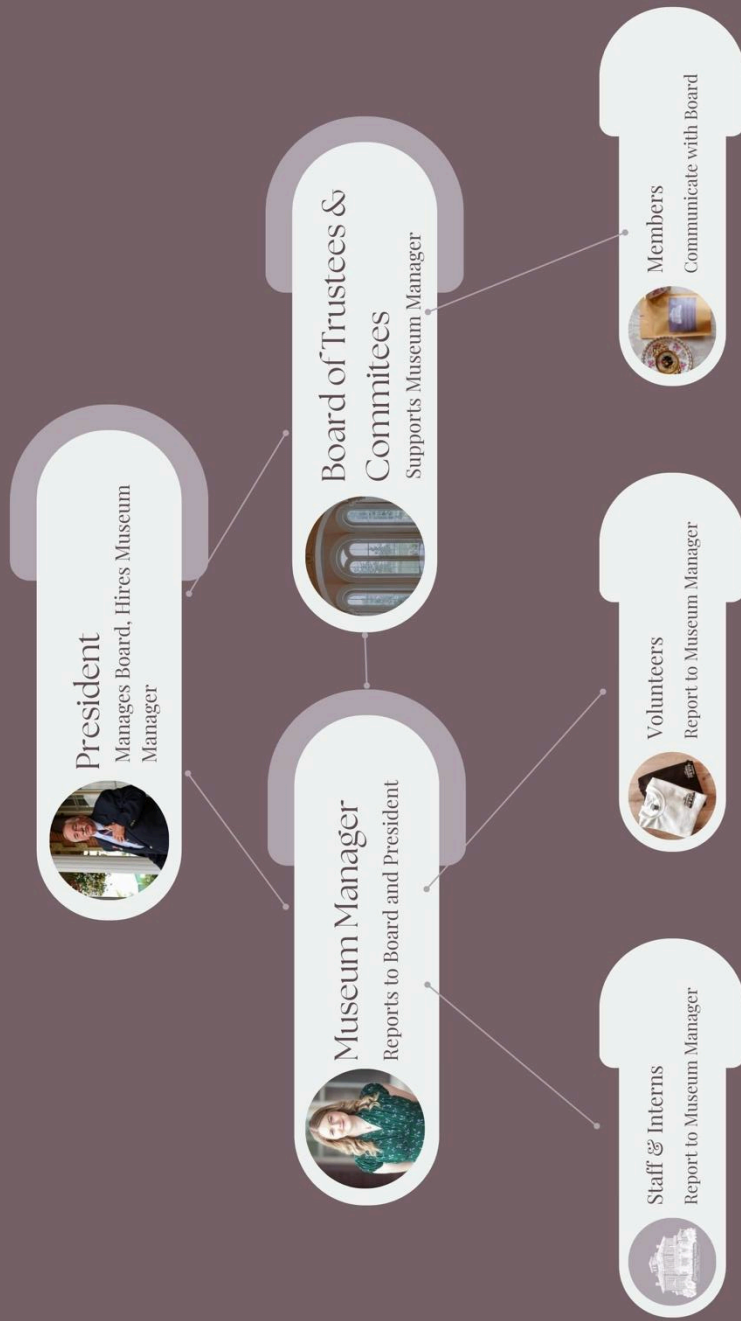 President
Manages Board, Hires Museum
Manager
Museum Manager
Reports to Board and President
Board of Trustees &
Commitees
Supports Museum Manager
Staff & Interns
Report to Museum Manager
Volunteers
Report to Museum Manager
Members
Communicate with Board